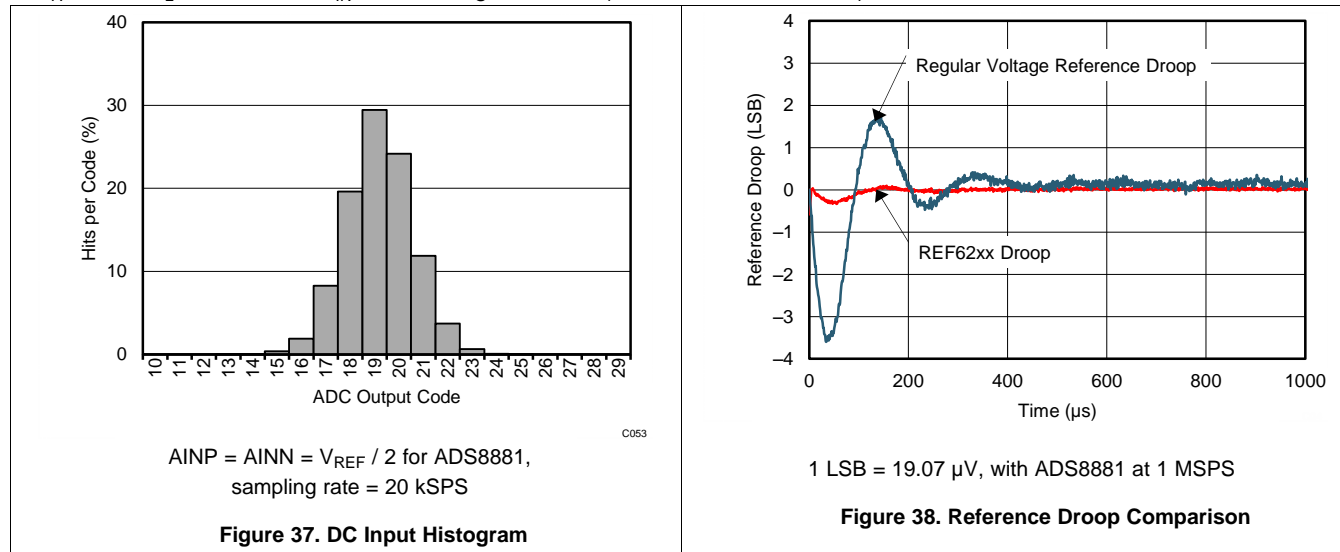 40
30
20
10
0
Hits per Code (%)
10 11 12 13 14 15 16 17 18 19 20 21 22 23 24 25 26 27 28 29
ADC Output Code
C053
AINP = AINN = VREF / 2 for ADS8881,
sampling rate = 20 kSPS
Figure 37. DC Input Histogram
4
3
2
1
0
–1
–2
–3
–4
Reference Droop (LSB)
Regular Voltage Reference Droop
REF62xx Droop
0 200 400 600 800 1000
Time (µs)
1 LSB = 19.07 µV, with ADS8881 at 1 MSPS
Figure 38. Reference Droop Comparison